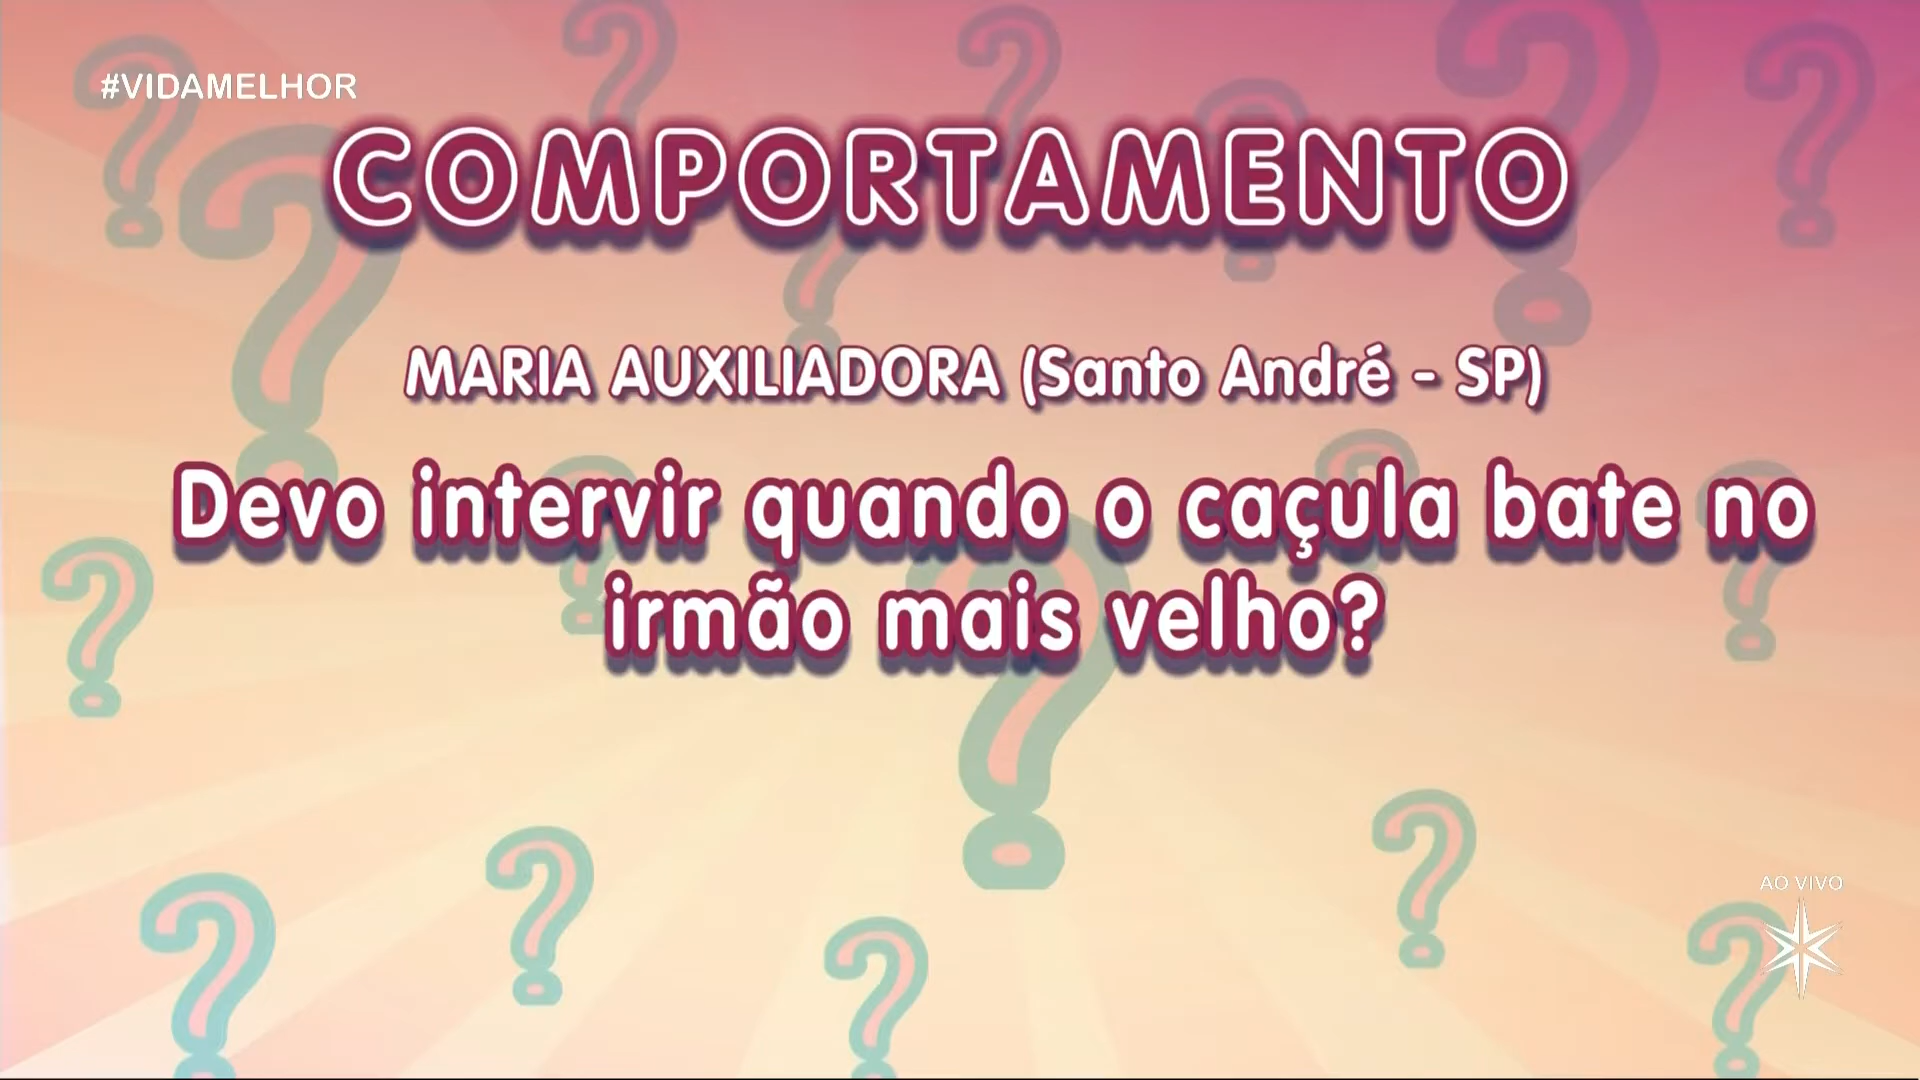 #VIDAMELHOR
COMPORTAMENTO
MARIA AUXILIADORA (Santo André - SP)
Devo intervir quando o caçula bate no
irmão mais velho?
AO VIVO